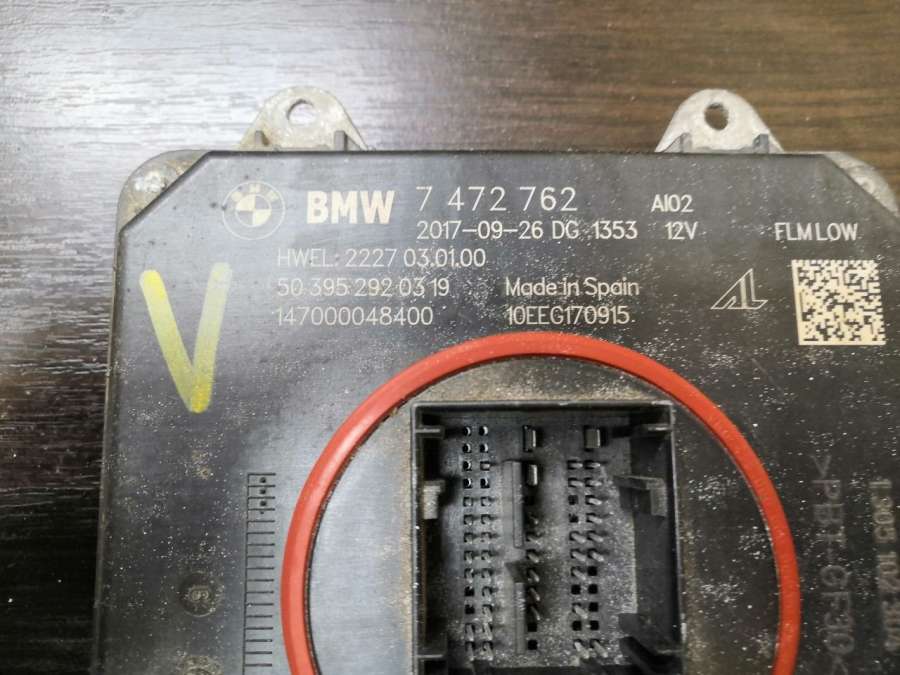 BMW 7 472 762 AI02
2017-09-26 DG 1353 12V FLM LOW
HWEL: 2227 03.01.00
50 395 292 03 19 Made in Spain
147000048400 10EEG170915
V
>PBT-GF30<